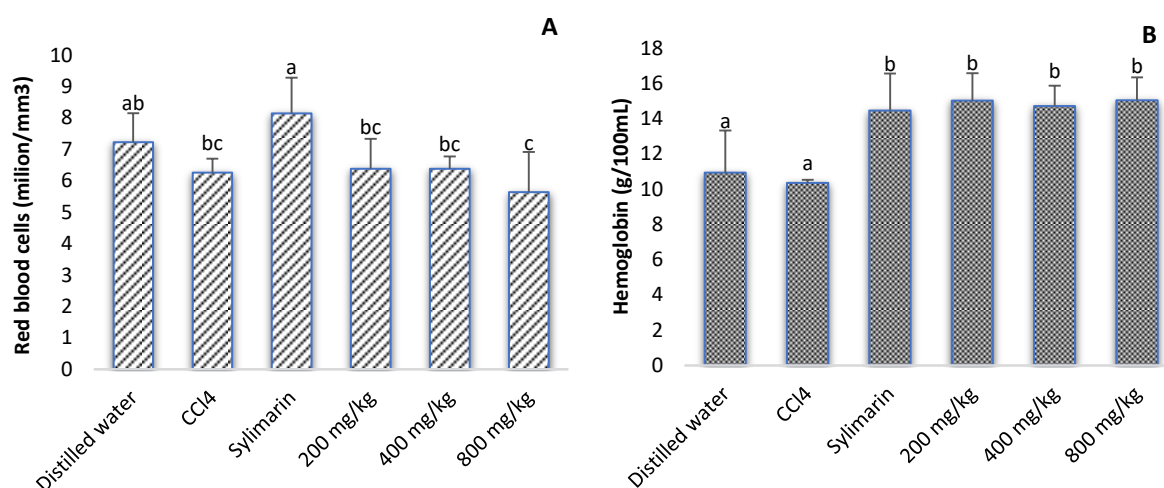 A
Red blood cells (milion/mm3)
10
9
8
7
6
5
4
3
2
1
0
ab
bc
a
bc
bc
c
Distilled water
CCl4
Sylimarin
200 mg/kg
400 mg/kg
800 mg/kg
B
Hemoglobin (g/100mL)
18
16
14
12
10
8
6
4
2
0
a
a
b
b
b
b
Distilled water
CCl4
Sylimarin
200 mg/kg
400 mg/kg
800 mg/kg